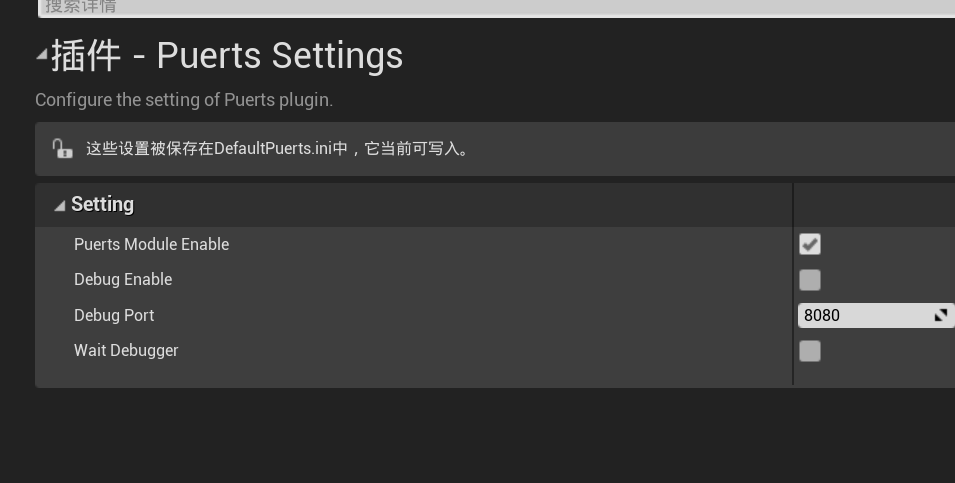 搜索详情
插件 - Puerts Settings
Configure the setting of Puerts plugin.
这些设置被保存在DefaultPuerts.ini中，它当前可写入。
Setting
Puerts Module Enable
Debug Enable
Debug Port
8080
Wait Debugger